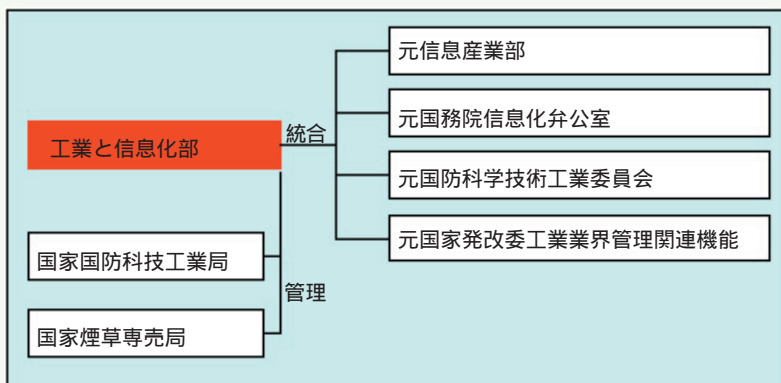 元信息産業部
元国務院信息化弁公室
工業と信息化部
統合
元国防科学技術工業委員会
元国家発改委工業業界管理関連機能
国家国防科技工業局
管理
国家煙草専売局